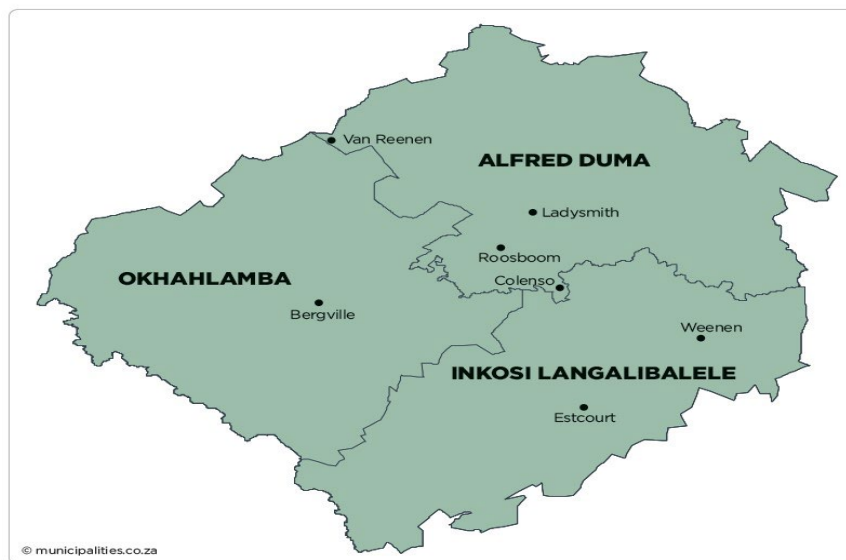 Van Reenen
ALFRED DUMA
Ladysmith
Roosboom
OKHAHLAMBA
Colenso
Bergville
Weenen
INKOSI LANGALIBALELE
Estcourt
© municipalities.co.za